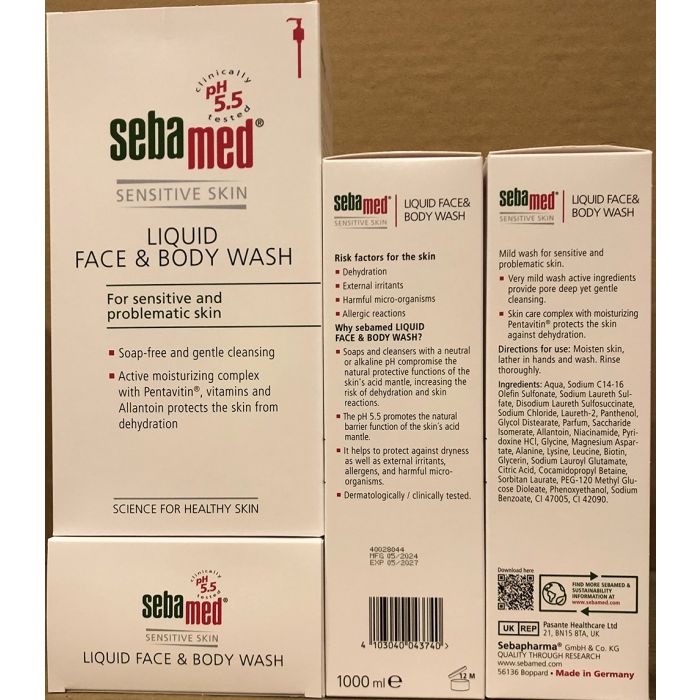 clinically
pH
5.5
tested
sebamed®
SENSITIVE SKIN
LIQUID
FACE & BODY WASH
For sensitive and
problematic skin
▪ Soap-free and gentle cleansing
▪ Active moisturizing complex
with Pentavitin®, vitamins and
Allantoin protects the skin from
dehydration
SCIENCE FOR HEALTHY SKIN
clinically
pH
5.5
tested
sebamed®
SENSITIVE SKIN
LIQUID FACE & BODY WASH
sebamed®
SENSITIVE SKIN
LIQUID FACE&
BODY WASH
Risk factors for the skin
▪ Dehydration
▪ External irritants
▪ Harmful micro-organisms
▪ Allergic reactions
Why sebamed LIQUID
FACE & BODY WASH?
▪ Soaps and cleansers with a neutral
or alkaline pH compromise the
natural protective functions of the
skin's acid mantle, increasing the
risk of dehydration and skin
reactions.
▪ The pH 5.5 promotes the natural
barrier function of the skin's acid
mantle.
▪ It helps to protect against dryness
as well as external irritants,
allergens, and harmful micro-
organisms.
▪ Dermatologically / clinically tested.
40028044
MFG 05/2024
EXP 05/2027
4 103040 043740 >
1000 ml e
12 M
sebamed®
SENSITIVE SKIN
LIQUID FACE&
BODY WASH
Mild wash for sensitive and
problematic skin.
▪ Very mild wash active ingredients
provide pore deep yet gentle
cleansing.
▪ Skin care complex with moisturizing
Pentavitin® protects the skin
against dehydration.
Directions for use: Moisten skin,
lather in hands and wash. Rinse
thoroughly.
Ingredients: Aqua, Sodium C14-16
Olefin Sulfonate, Sodium Laureth Sul-
fate, Disodium Laureth Sulfosuccinate,
Sodium Chloride, Laureth-2, Panthenol,
Glycol Distearate, Parfum, Saccharide
Isomerate, Allantoin, Niacinamide, Pyri-
doxine HCl, Glycine, Magnesium Aspar-
tate, Alanine, Lysine, Leucine, Biotin,
Glycerin, Sodium Lauroyl Glutamate,
Citric Acid, Cocamidopropyl Betaine,
Sorbitan Laurate, PEG-120 Methyl Glu-
cose Dioleate, Phenoxyethanol, Sodium
Benzoate, CI 47005, CI 42090.
Download here
FIND MORE SEBAMED &
SUSTAINABILITY
INFORMATION AT
www.sebamed.com
UK REP
Pasante Healthcare Ltd
21, BN15 8TA, UK
Sebapharma® GmbH & Co. KG
QUALITY THROUGH RESEARCH
www.sebamed.com
56136 Boppard • Made in Germany